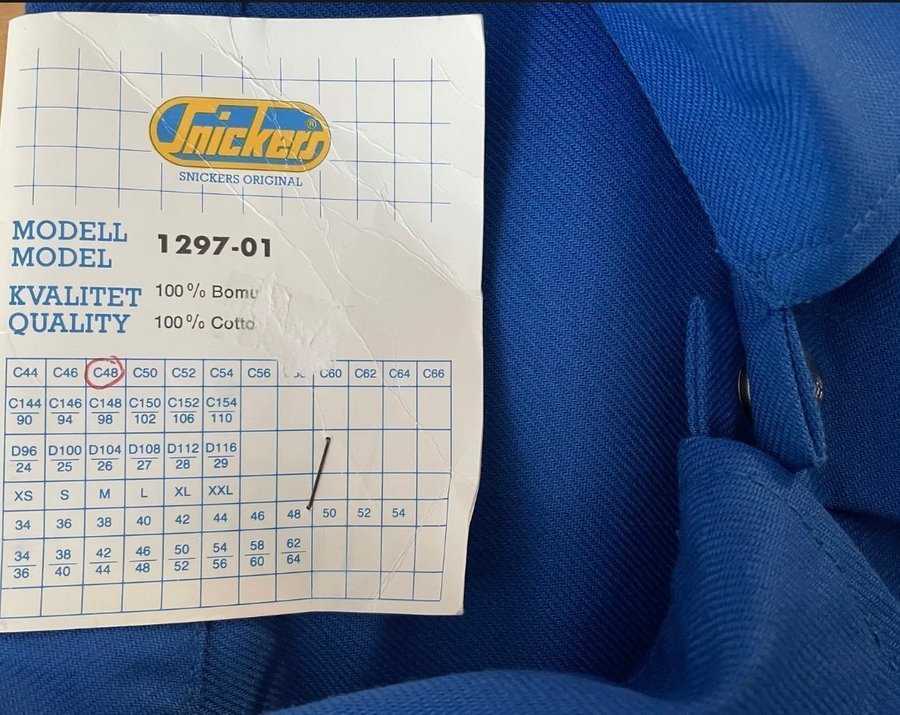 Snickers®
SNICKERS ORIGINAL
MODELL
MODEL
1297-01
KVALITET 100% Bomu
QUALITY 100% Cotto
C44 C46 C48 C50 C52 C54 C56 C60 C62 C64 C66
C144 C146 C148 C150 C152 C154
90 94 98 102 106 110
D96 D100 D104 D108 D112 D116
24 25 26 27 28 29
XS S M L XL XXL
34 36 38 40 42 44 46 48 50 52 54
34 38 42 46 50 54 58 62
36 40 44 48 52 56 60 64